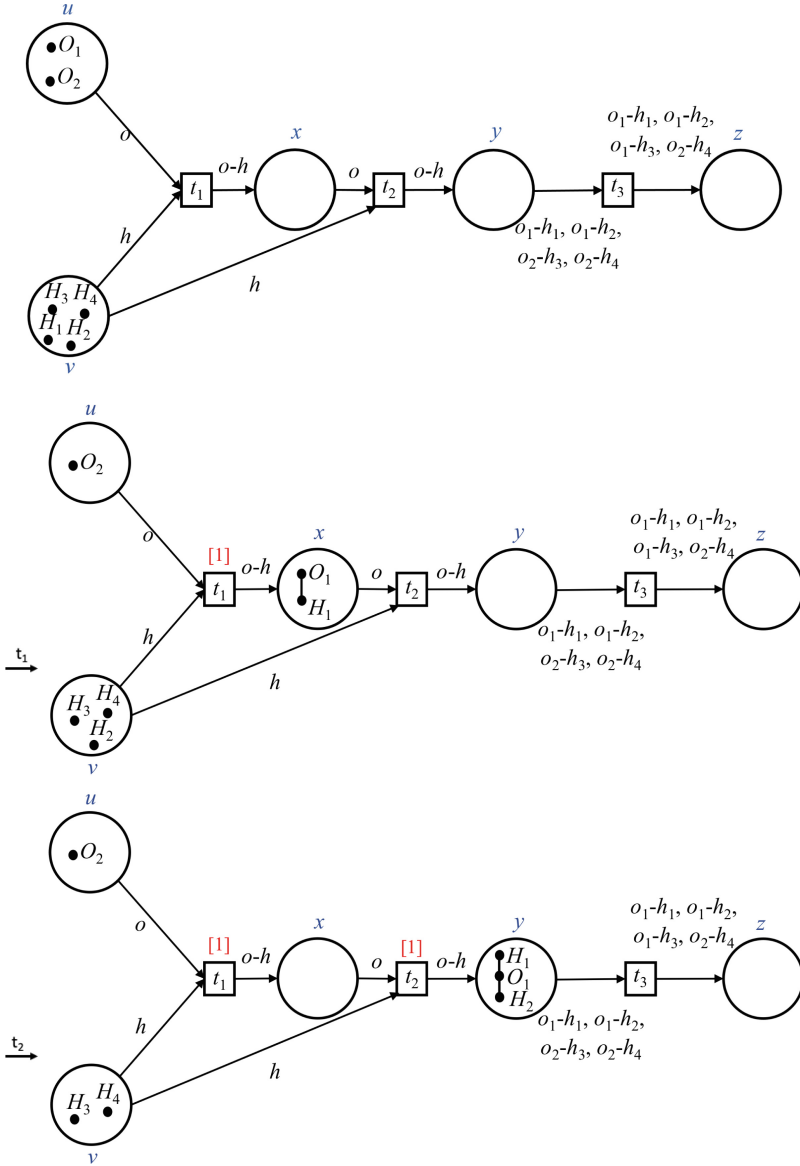 u
O₁
O₂
o
t₁
o-h
x
o
t₂
o-h
y
o₁-h₁, o₁-h₂,
o₁-h₃, o₂-h₄
z
t₃
o₁-h₁, o₁-h₂,
o₂-h₃, o₂-h₄
h
h
H₃ H₄
H₁ H₂
v
u
O₂
o
[1]
t₁
o-h
x
O₁
H₁
o
t₂
o-h
y
o₁-h₁, o₁-h₂,
o₁-h₃, o₂-h₄
z
t₃
o₁-h₁, o₁-h₂,
o₂-h₃, o₂-h₄
h
h
t₁
H₃ H₄
H₂
v
u
O₂
o
[1]
t₁
o-h
x
o
[1]
t₂
o-h
y
H₁
O₁
H₂
o₁-h₁, o₁-h₂,
o₁-h₃, o₂-h₄
z
t₃
o₁-h₁, o₁-h₂,
o₂-h₃, o₂-h₄
h
h
t₂
H₃ H₄
v